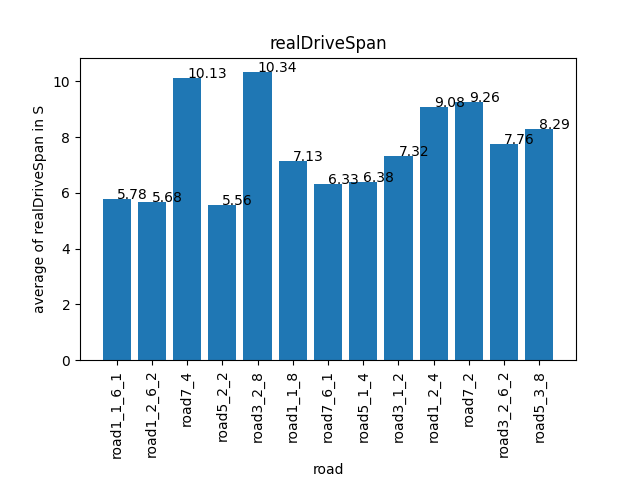 realDriveSpan
average of realDriveSpan in S
10
8
6
4
2
0
5.78
5.68
10.13
5.56
10.34
7.13
6.33
6.38
7.32
9.08
9.26
7.76
8.29
road1_1_6_1
road1_2_6_2
road7_4
road5_2_2
road3_2_8
road1_1_8
road7_6_1
road5_1_4
road3_1_2
road1_2_4
road7_2
road3_2_6_2
road5_3_8
road